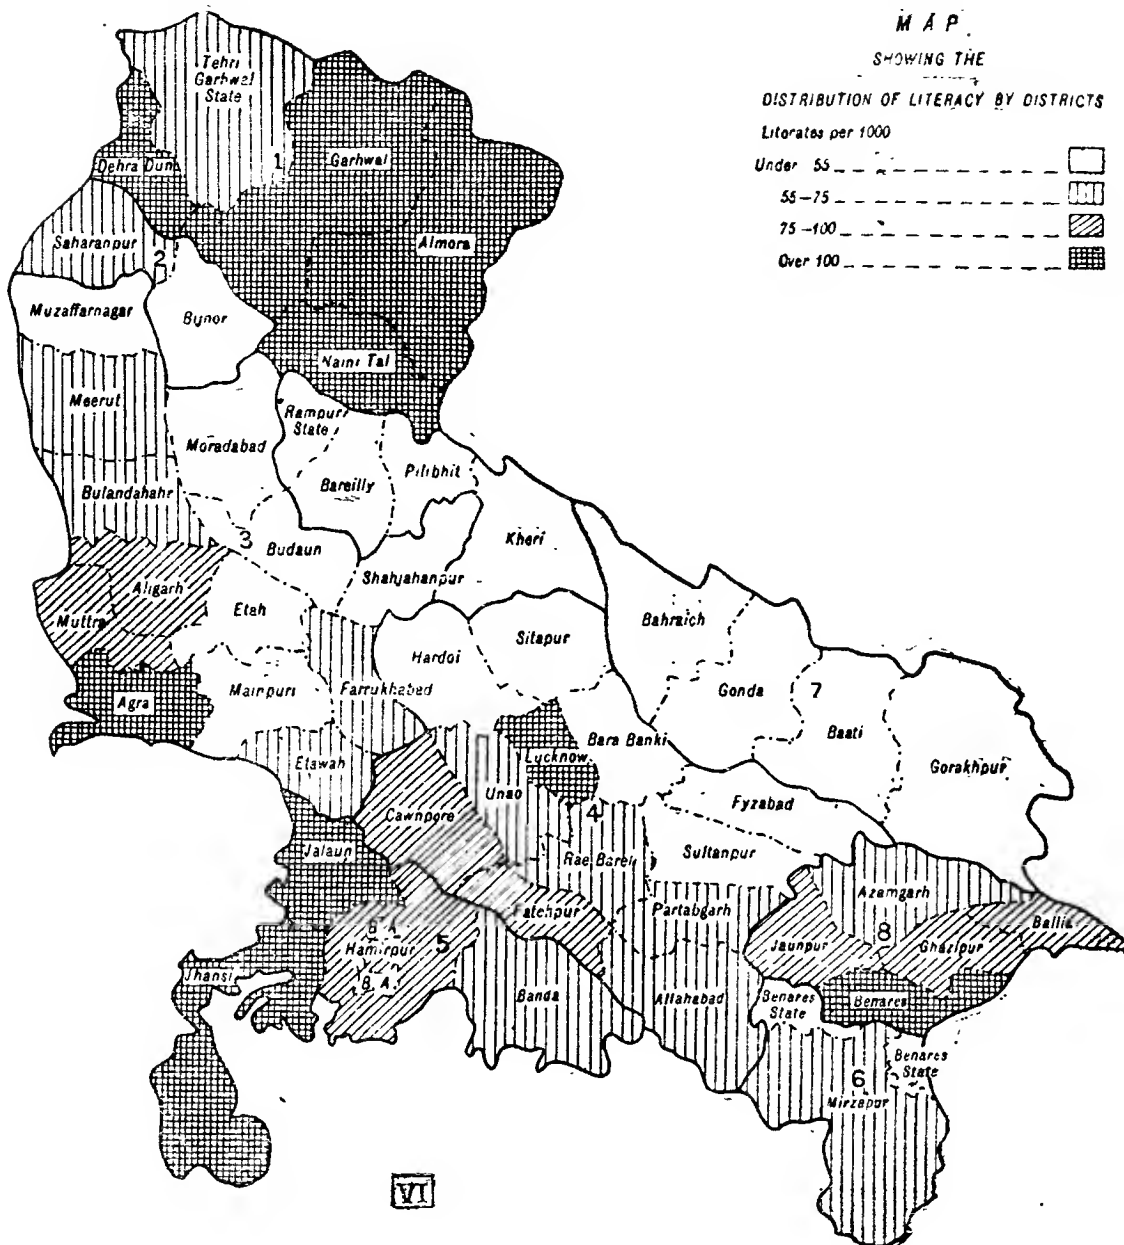 MAP
SHOWING THE
DISTRIBUTION OF LITERACY BY DISTRICTS
Literates per 1000
Under 55
55-75
75-100
Over 100
Tehri
Garhwal
State
1
Garhwal
Dehra Dun
Almora
Saharanpur
2
Muzaffarnagar
Bijnor
Naini Tal
Meerut
Rampur
State
Moradabad
Pilibhit
Bareilly
Bulandahahr
3
Budaun
Kheri
Shahjahanpur
Aligarh
Etah
Muttra
Bahraich
Sitapur
Hardoi
Mainpuri
Farrukhabad
Gonda
7
Agra
Baati
Bara Banki
Lucknow
Gorakhpur
Etawah
Unao
Fyzabad
4
Cawnpore
Sultanpur
Rae Bareli
Jalaun
Azamgarh
Fatehpur
Partabgarh
Ballia
B A
5
8
Hamirpur
Jaunpur
Ghazipur
B A
Jhansi
Banda
Allahabad
Benares
State
Benares
Benares
State
6
Mirzapur
VI